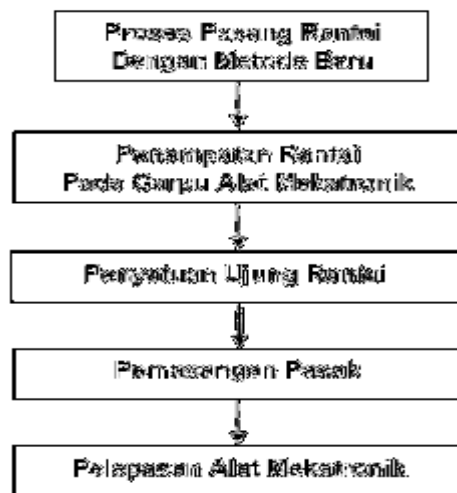 Proses Pasang Rantai
Dengan Metode Baru
Penempatan Rantai
Pada Garpu Alat Mekatronik
Penyatuan Ujung Rantai
Pemasangan Pasak
Pelepasan Alat Mekatronik